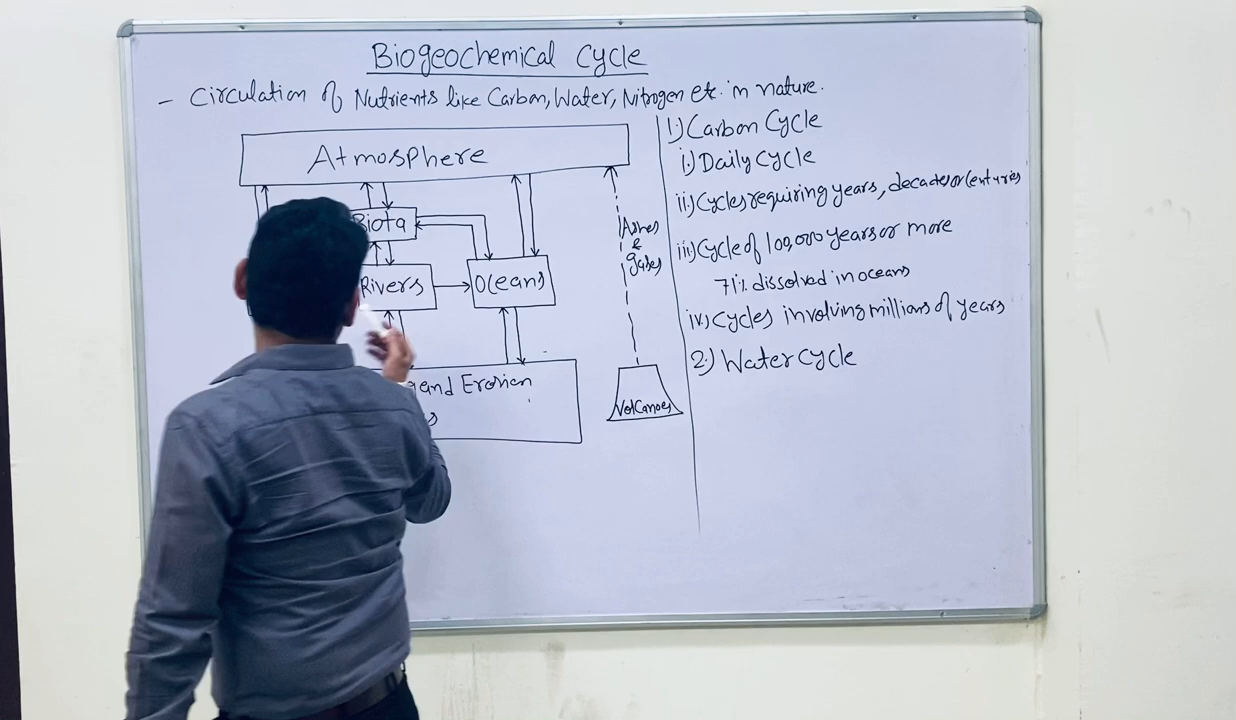 Biogeochemical Cycle
- Circulation of Nutrients like Carbon, Water, Nitrogen etc. in nature.
Atmosphere
Biota
Rivers
Oceans
and Erosion
Ashes
&
gases
Volcanoes
1.) Carbon Cycle
i.) Daily Cycle
ii.) Cycles requiring years, decades or Centuries
iii.) Cycle of 100,000 years or more
71% dissolved in oceans
iv.) Cycles involving millians of years
2.) Water Cycle